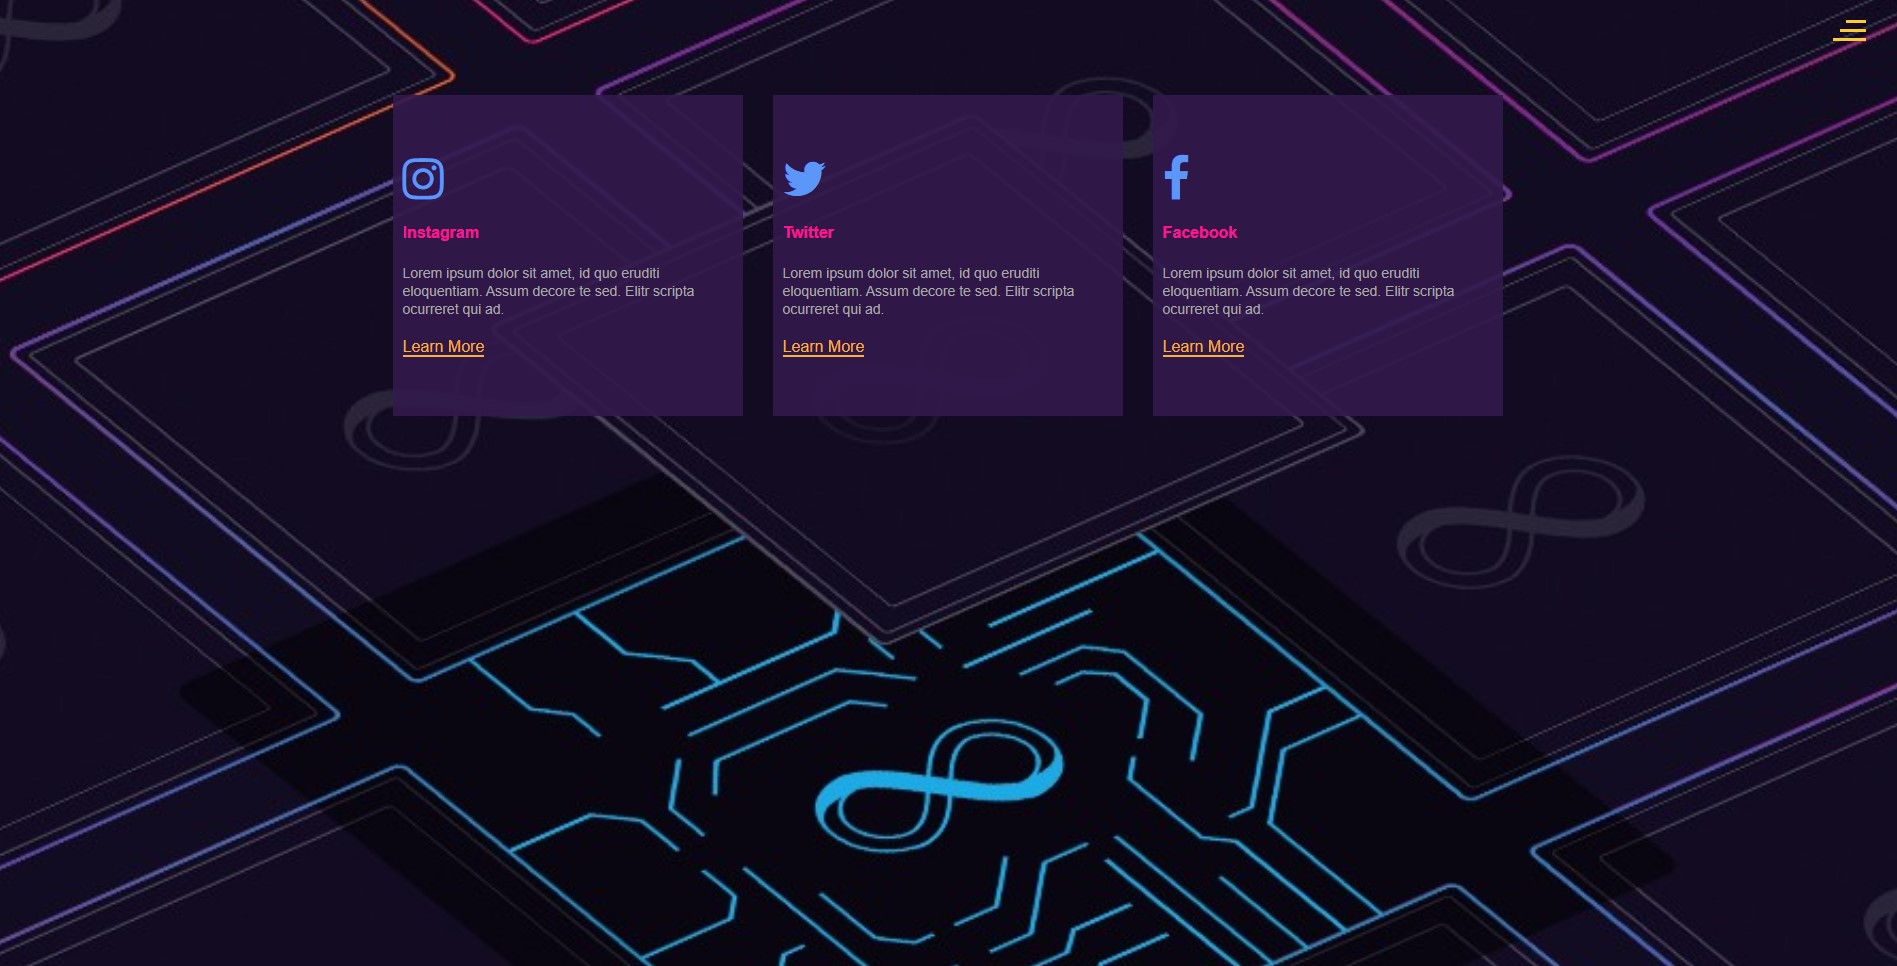 Instagram
Lorem ipsum dolor sit amet, id quo eruditi
eloquentiam. Assum decore te sed. Elitr scripta
ocurreret qui ad.
Learn More
Twitter
Lorem ipsum dolor sit amet, id quo eruditi
eloquentiam. Assum decore te sed. Elitr scripta
ocurreret qui ad.
Learn More
Facebook
Lorem ipsum dolor sit amet, id quo eruditi
eloquentiam. Assum decore te sed. Elitr scripta
ocurreret qui ad.
Learn More